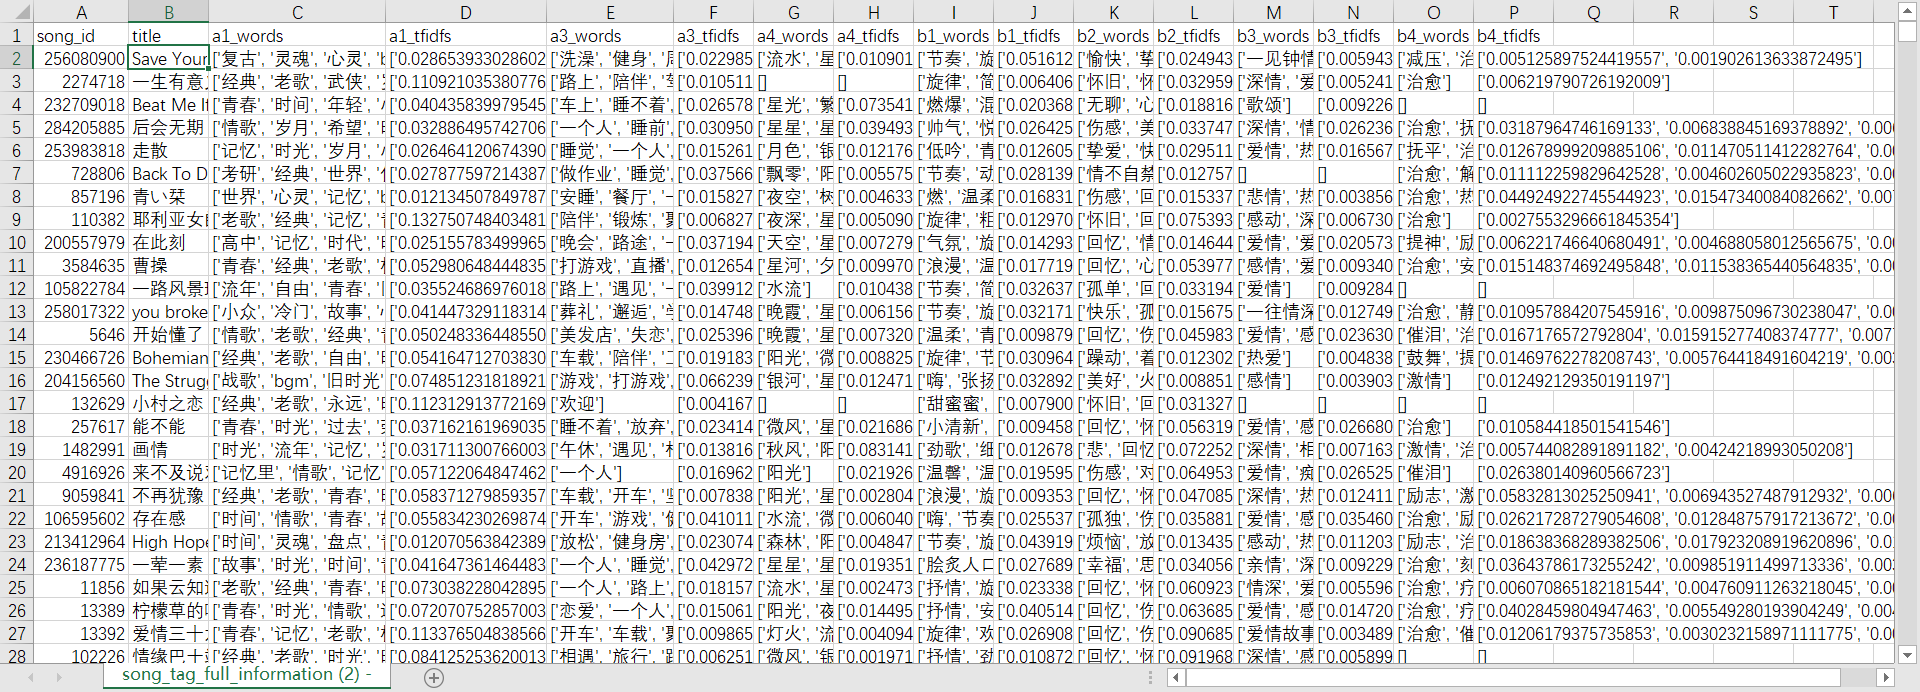 A B C D E F G H I J K L M N O P Q R S T
1 song_id title a1_words a1_tfidfs a3_words a3_tfidfs a4_words a4_tfidfs b1_words b1_tfidfs b2_words b2_tfidfs b3_words b3_tfidfs b4_words b4_tfidfs
2 256080900 Save Your ['复古', '灵魂', '心灵', 'b ['0.028653933028602 ['洗澡', '健身', ['0.022985 ['流水', '星 ['0.010901 ['节奏', '旋 ['0.051612 ['愉快', '挚 ['0.024943 ['一见钟情 ['0.005943 ['减压', '治 ['0.005125897524419557', '0.001902613633872495']
3 2274718 一生有意 ['经典', '老歌', '武侠', ['0.110921035380776 ['路上', '陪伴', ['0.010511 [] [] ['旋律', '简 ['0.006406 ['怀旧', '怀 ['0.032959 ['深情', '爱 ['0.005241 ['治愈'] ['0.006219790726192009']
4 232709018 Beat Me If ['青春', '时间', '年轻', ['0.040435839979545 ['车上', '睡不着', ['0.026578 ['星光', '繁 ['0.073541 ['燃爆', '混 ['0.020368 ['无聊', '心 ['0.018816 ['歌颂'] ['0.009226 [] []
5 284205885 后会无期 ['情歌', '岁月', '希望', ['0.032886495742706 ['一个人', '睡前', ['0.030950 ['星星', '星 ['0.039493 ['帅气', '悦 ['0.026425 ['伤感', '美 ['0.033747 ['深情', '情 ['0.026236 ['治愈', '抚 ['0.03187964746169133', '0.006838845169378892', '0.00
6 253983818 走散 ['记忆', '时光', '岁月', ['0.026464120674390 ['睡觉', '一个人', ['0.015261 ['月色', '银 ['0.012176 ['低吟', '青 ['0.012605 ['挚爱', '快 ['0.029511 ['爱情', '热 ['0.016567 ['抚平', '治 ['0.012678999209885106', '0.011470511412282764', '0.00
7 728806 Back To D ['考研', '经典', '世界', ['0.027877597214387 ['做作业', '睡觉', ['0.037566 ['飘零', '阳 ['0.005575 ['节奏', '动 ['0.028139 ['情不自禁 ['0.012757 [] [] ['治愈', '解 ['0.011112259829642528', '0.004602605022935823', '0.00
8 857196 青い栞 ['世界', '心灵', '记忆', 'b ['0.012134507849787 ['安睡', '餐厅', ['0.015827 ['夜空', '树 ['0.004633 ['燃', '温柔 ['0.016831 ['伤感', '回 ['0.015337 ['悲情', '热 ['0.003856 ['治愈', '热 ['0.044924922745544923', '0.01547340084082662', '0.007
9 110382 耶利亚女 ['老歌', '经典', '记忆', ['0.132750748403481 ['陪伴', '锻炼', ['0.006827 ['夜深', '星 ['0.005090 ['旋律', '粗 ['0.012970 ['怀旧', '回 ['0.075393 ['感动', '深 ['0.006730 ['治愈'] ['0.0027553296661845354']
10 200557979 在此刻 ['高中', '记忆', '时代', ['0.025155783499965 ['晚会', '路途', ['0.037194 ['天空', '星 ['0.007279 ['气氛', '旋 ['0.014293 ['回忆', '情 ['0.014644 ['爱情', '爱 ['0.020573 ['提神', '励 ['0.006221746640680491', '0.004688058012565675', '0.00
11 3584635 曹操 ['青春', '经典', '老歌', ['0.052980648444835 ['打游戏', '直播', ['0.012654 ['星河', '夕 ['0.009970 ['浪漫', '温 ['0.017719 ['回忆', '心 ['0.053977 ['感情', '爱 ['0.009340 ['治愈', '安 ['0.015148374692495848', '0.011538365440564835', '0.00
12 105822784 一路风景 ['流年', '自由', '青春', ['0.035524686976018 ['路上', '遇见', ['0.039912 ['水流'] ['0.010438 ['节奏', '简 ['0.032637 ['孤单', '回 ['0.033194 ['爱情'] ['0.009284 [] []
13 258017322 you broke ['小众', '冷门', '故事', ['0.041447329118314 ['葬礼', '邂逅', ['0.014748 ['晚霞', '星 ['0.006156 ['节奏', '旋 ['0.032171 ['快乐', '孤 ['0.015675 ['一往情深 ['0.012749 ['治愈', '静 ['0.010957884207545916', '0.009875096730238047', '0.00
14 5646 开始懂了 ['情歌', '老歌', '经典', ['0.050248336448550 ['美发店', '失恋', ['0.025396 ['晚霞', '星 ['0.007320 ['温柔', '青 ['0.009879 ['回忆', '伤 ['0.045983 ['爱情', '感 ['0.023630 ['催泪', '治 ['0.0167176572792804', '0.015915277408374777', '0.007
15 230466726 Bohemian ['经典', '老歌', '自由', ['0.054164712703830 ['车载', '陪伴', ['0.019183 ['阳光', '微 ['0.008825 ['旋律', '节 ['0.030964 ['躁动', '着 ['0.012302 ['热爱'] ['0.004838 ['鼓舞', '提 ['0.01469762278208743', '0.005764418491604219', '0.00
16 204156560 The Strug ['战歌', 'bgm', '旧时光' ['0.074851231818921 ['游戏', '打游戏', ['0.066239 ['银河', '星 ['0.012471 ['嗨', '张扬 ['0.032892 ['美好', '火 ['0.008851 ['感情'] ['0.003903 ['激情'] ['0.012492129350191197']
17 132629 小村之恋 ['经典', '老歌', '永远', ['0.112312913772169 ['欢迎'] ['0.004167 [] [] ['甜蜜蜜', ['0.007900 ['怀旧', '回 ['0.031327 [] [] [] []
18 257617 能不能 ['青春', '时光', '过去', ['0.037162161969035 ['睡不着', '放弃', ['0.023414 ['微风', '星 ['0.021686 ['小清新', ['0.009458 ['回忆', '伤 ['0.056319 ['爱情', '感 ['0.026680 ['治愈'] ['0.010584418501541546']
19 1482991 画情 ['时光', '流年', '记忆', ['0.031711300766003 ['午休', '遇见', ['0.013816 ['秋风', '阳 ['0.083141 ['劲歌', '细 ['0.012678 ['悲', '回忆 ['0.072252 ['深情', '相 ['0.007163 ['激情', '治 ['0.005744082891891182', '0.00424218993050208']
20 4916926 来不及说 ['记忆里', '情歌', '记忆' ['0.057122064847462 ['一个人'] ['0.016962 ['阳光'] ['0.021926 ['温馨', '温 ['0.019595 ['伤感', '对 ['0.064953 ['爱情', '痴 ['0.026525 ['催泪'] ['0.026380140960566723']
21 9059841 不再犹豫 ['经典', '老歌', '青春', ['0.058371279859357 ['车载', '开车', ['0.007838 ['阳光', '星 ['0.002804 ['浪漫', '旋 ['0.009353 ['回忆', '怀 ['0.047085 ['深情', '热 ['0.012411 ['励志', '激 ['0.05832813025250941', '0.006943527487912932', '0.00
22 106595602 存在感 ['时间', '情歌', '青春', ['0.055834230269874 ['开车', '游戏', ['0.041011 ['水流', '微 ['0.006040 ['嗨', '节奏 ['0.025537 ['孤独', '伤 ['0.035881 ['爱情', '感 ['0.035460 ['治愈', '励 ['0.026217287279054608', '0.012848757917213672', '0.00
23 213412964 High Hope ['时间', '灵魂', '盘点', ['0.012070563842389 ['放松', '健身房', ['0.023074 ['森林', '阳 ['0.004847 ['节奏', '旋 ['0.043919 ['烦恼', '放 ['0.013435 ['感动', '热 ['0.011203 ['励志', '治 ['0.018638368289382506', '0.017923208919620896', '0.0
24 236187775 一荤一素 ['故事', '时光', '时间', ['0.041647361464483 ['一个人', '睡觉', ['0.042972 ['星星', '星 ['0.019351 ['脍炙人口 ['0.027689 ['幸福', '思 ['0.034056 ['亲情', '深 ['0.009229 ['治愈', '刻 ['0.03643786173255242', '0.009851911499713336', '0.00
25 11856 如果云知 ['老歌', '经典', '青春', ['0.073038228042895 ['一个人', '路上', ['0.018157 ['流水', '星 ['0.002473 ['抒情', '旋 ['0.023338 ['回忆', '怀 ['0.060923 ['情深', '爱 ['0.005596 ['治愈', '疗 ['0.006070865182181544', '0.004760911263218045', '0.00
26 13389 柠檬草的 ['青春', '时光', '情歌', ['0.072070752857003 ['恋爱', '一个人', ['0.015061 ['阳光', '夜 ['0.014495 ['抒情', '安 ['0.040514 ['回忆', '伤 ['0.063685 ['爱情', '感 ['0.014720 ['治愈', '疗 ['0.04028459804947463', '0.005549280193904249', '0.00
27 13392 爱情三十 ['青春', '记忆', '老歌', ['0.113376504838566 ['开车', '车载', ['0.009865 ['灯火', '流 ['0.004094 ['旋律', '欢 ['0.026908 ['回忆', '伤 ['0.090685 ['爱情故事 ['0.003489 ['治愈', '催 ['0.01206179375735853', '0.0030232158971111775', '0.00
28 102226 情缘巴士 ['经典', '老歌', '青春', ['0.084125253620013 ['相遇', '旅行', ['0.006251 ['微风', '银 ['0.001971 ['抒情', '劲 ['0.010872 ['回忆', '怀 ['0.091968 ['深情', '感 ['0.005899 [] []
song_tag_full_information (2) -